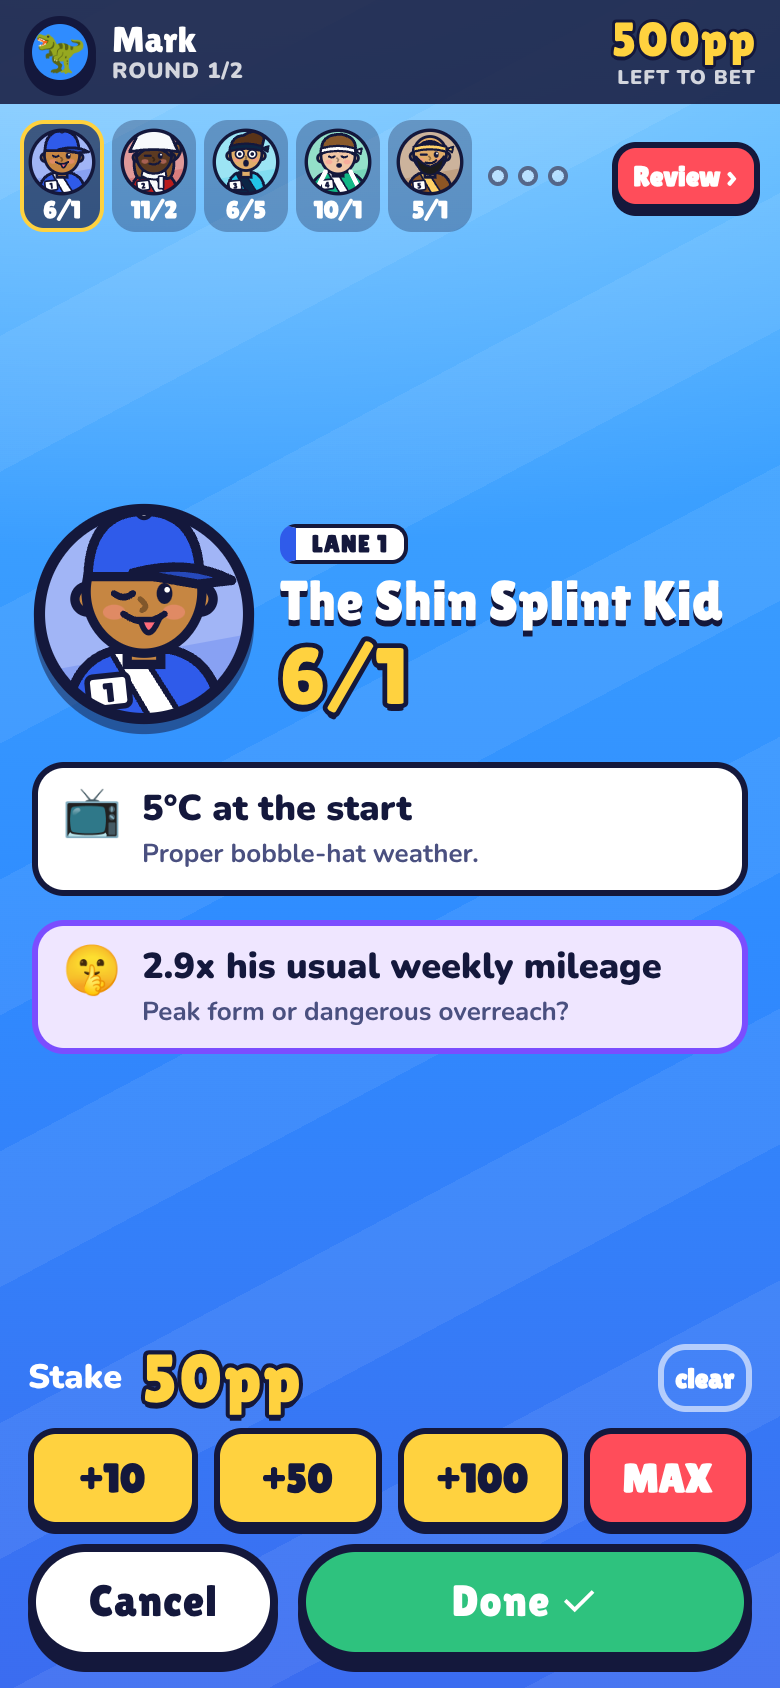 Mark
ROUND 1/2
500pp
LEFT TO BET
6/1
11/2
6/5
10/1
5/1
Review ›
LANE 1
The Shin Splint Kid
6/1
1
5°C at the start
Proper bobble-hat weather.
2.9x his usual weekly mileage
Peak form or dangerous overreach?
Stake 50pp
clear
+10
+50
+100
MAX
Cancel
Done ✓